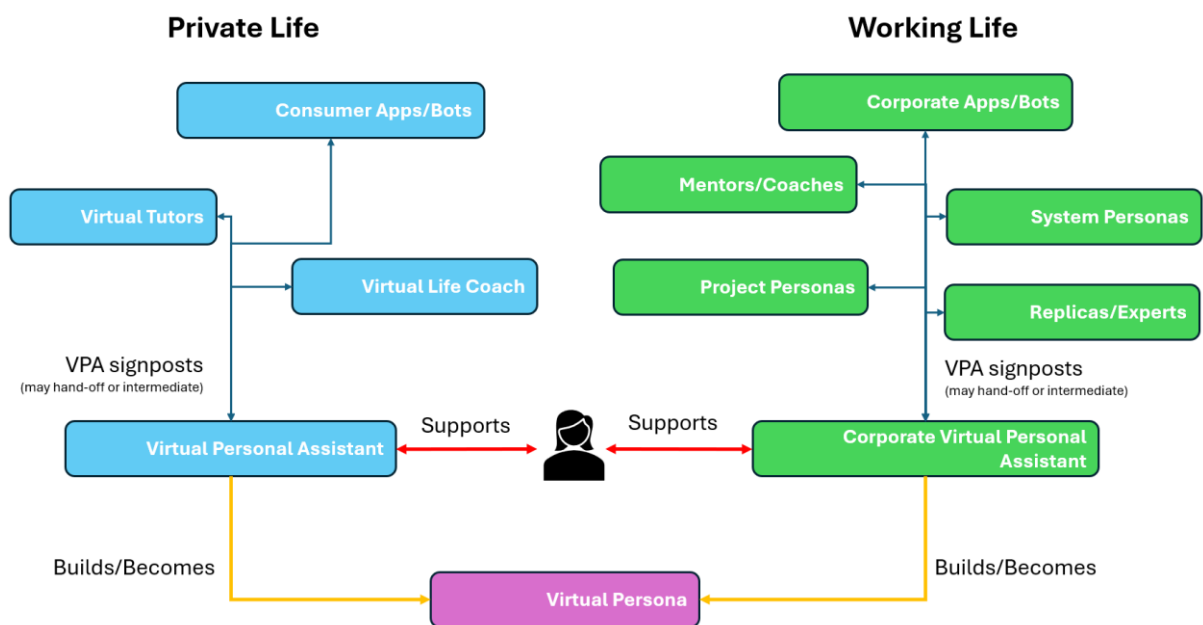 Private Life
Working Life
Consumer Apps/Bots
Corporate Apps/Bots
Mentors/Coaches
Virtual Tutors
System Personas
Virtual Life Coach
Project Personas
Replicas/Experts
VPA signposts
(may hand-off or intermediate)
VPA signposts
(may hand-off or intermediate)
Virtual Personal Assistant
Supports
Supports
Corporate Virtual Personal
Assistant
Builds/Becomes
Builds/Becomes
Virtual Persona